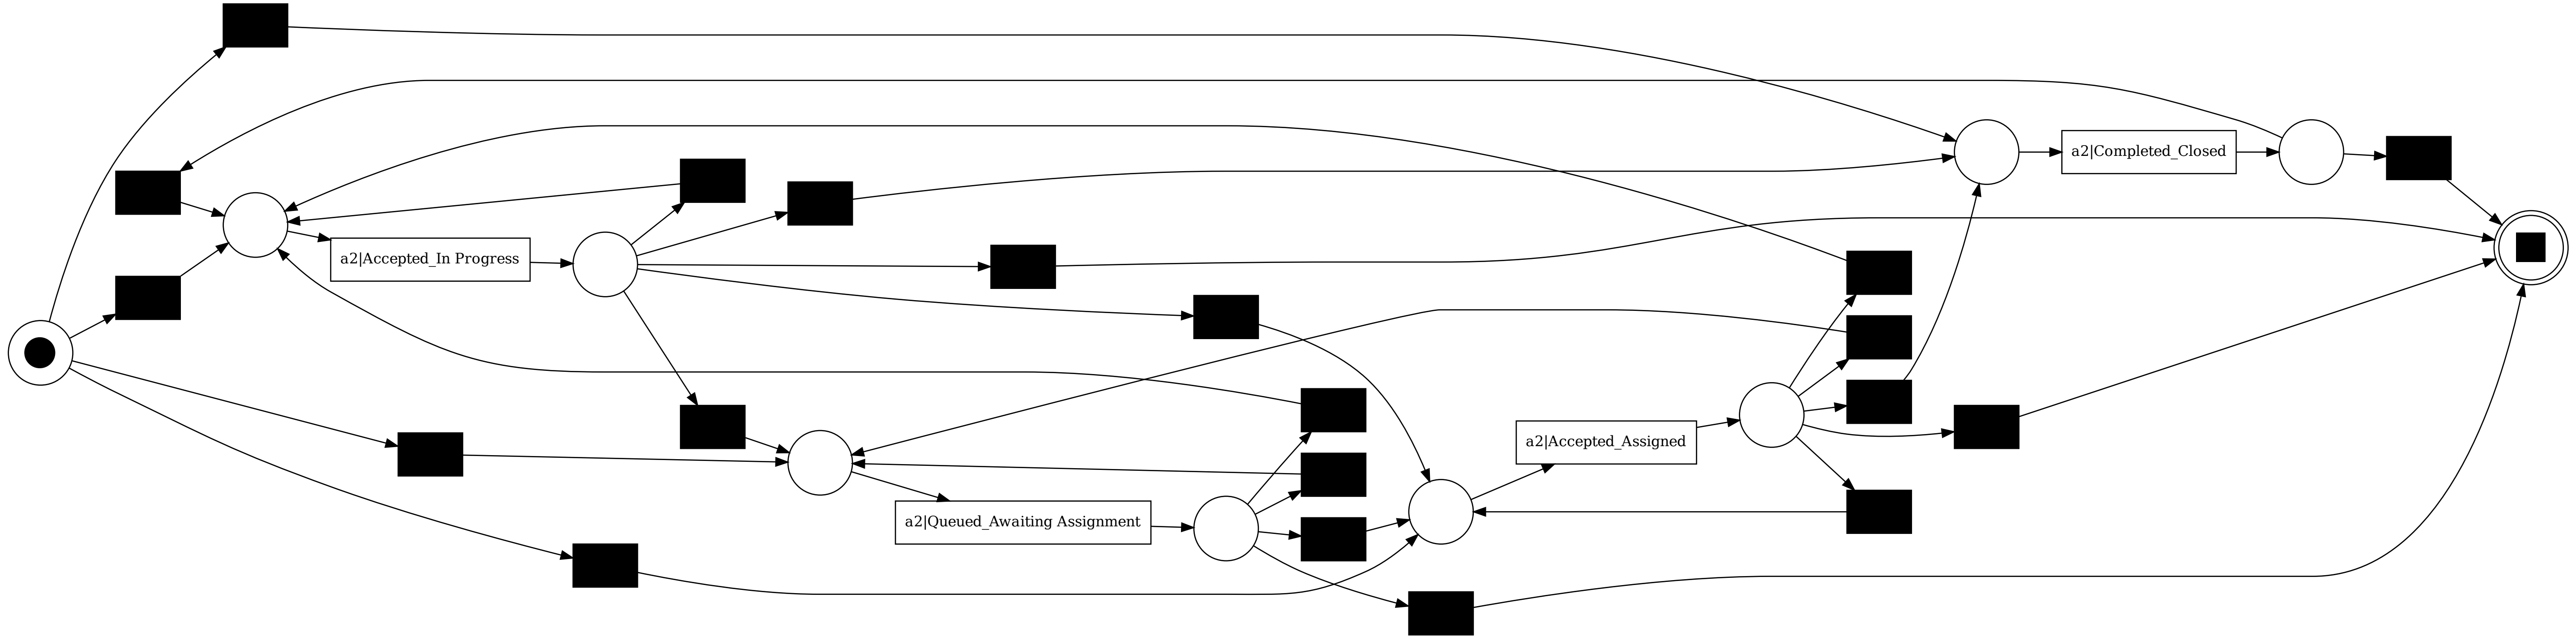 a2|Completed_Closed
a2|Accepted_In Progress
a2|Accepted_Assigned
a2|Queued_Awaiting Assignment